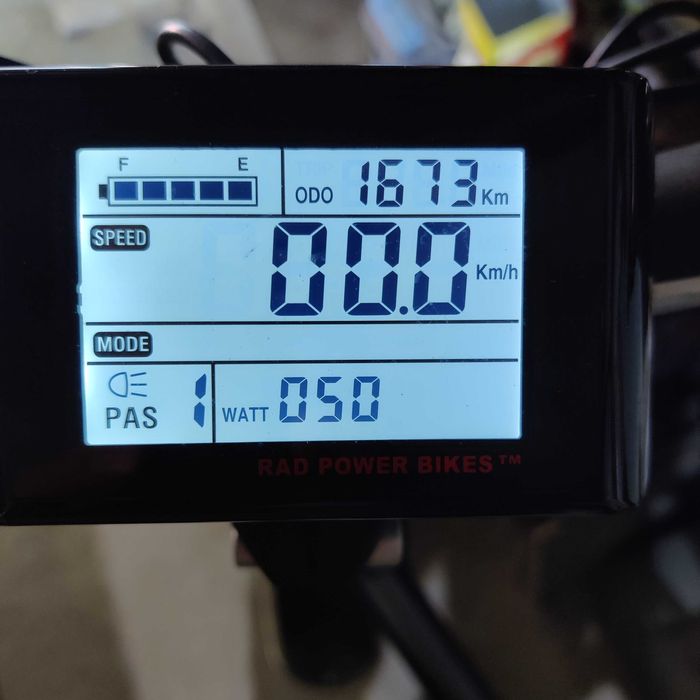 F E
ODO 1673 Km
SPEED
00.0 Km/h
MODE
PAS 1 WATT 050
RAD POWER BIKES™